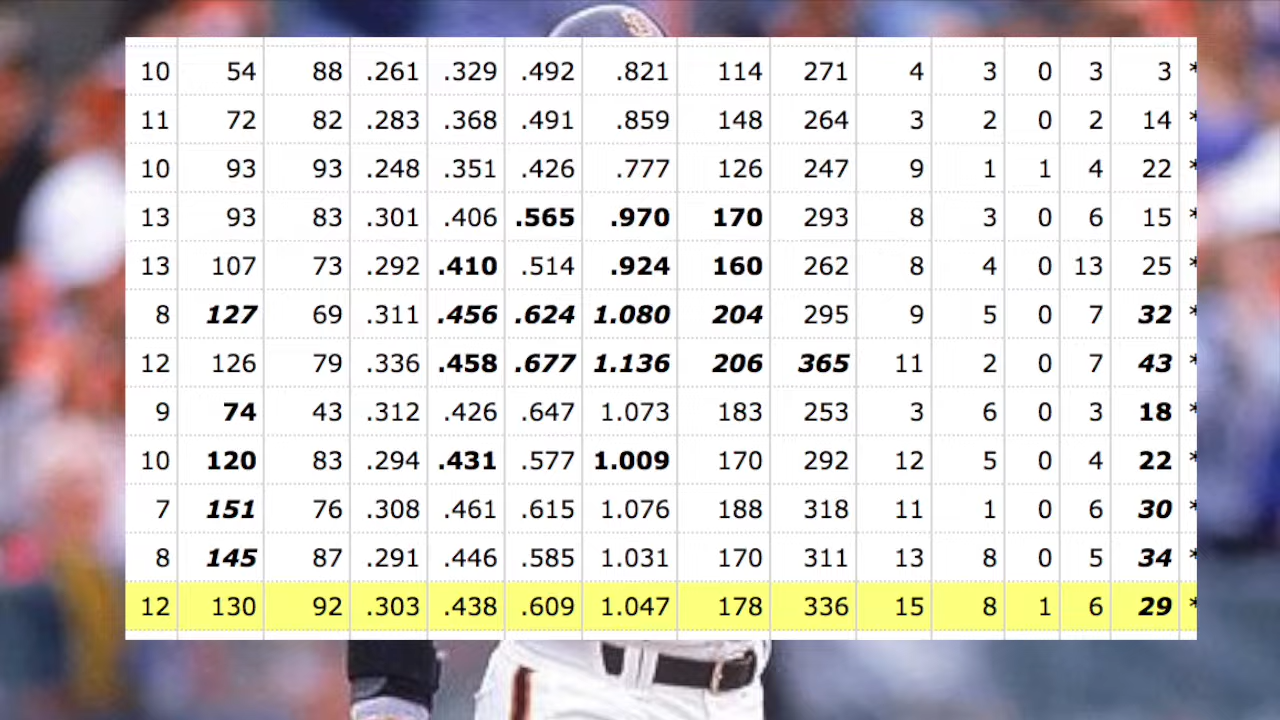 10 54 88 .261 .329 .492 .821 114 271 4 3 0 3 3 *
11 72 82 .283 .368 .491 .859 148 264 3 2 0 2 14 *
10 93 93 .248 .351 .426 .777 126 247 9 1 1 4 22 *
13 93 83 .301 .406 .565 .970 170 293 8 3 0 6 15 *
13 107 73 .292 .410 .514 .924 160 262 8 4 0 13 25 *
8 127 69 .311 .456 .624 1.080 204 295 9 5 0 7 32 *
12 126 79 .336 .458 .677 1.136 206 365 11 2 0 7 43 *
9 74 43 .312 .426 .647 1.073 183 253 3 6 0 3 18 *
10 120 83 .294 .431 .577 1.009 170 292 12 5 0 4 22 *
7 151 76 .308 .461 .615 1.076 188 318 11 1 0 6 30 *
8 145 87 .291 .446 .585 1.031 170 311 13 8 0 5 34 *
12 130 92 .303 .438 .609 1.047 178 336 15 8 1 6 29 *